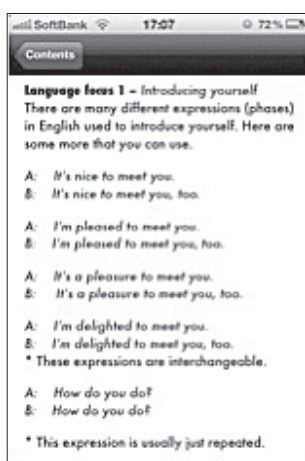 SoftBank 17:07 72%
Contents
Language focus 1 – Introducing yourself
There are many different expressions (phases)
in English used to introduce yourself. Here are
some more that you can use.
A: It's nice to meet you.
B: It's nice to meet you, too.
A: I'm pleased to meet you.
B: I'm pleased to meet you, too.
A: It's a pleasure to meet you.
B: It's a pleasure to meet you, too.
A: I'm delighted to meet you.
B: I'm delighted to meet you, too.
* These expressions are interchangeable.
A: How do you do?
B: How do you do?
* This expression is usually just repeated.